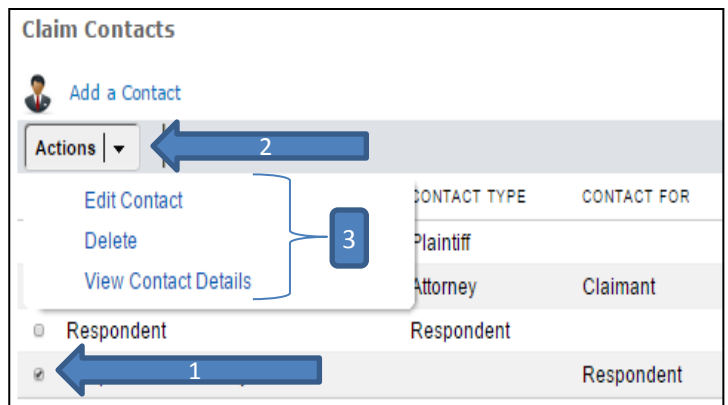 Claim Contacts
Add a Contact
Actions
2
Edit Contact
CONTACT TYPE CONTACT FOR
Delete
3
Plaintiff
View Contact Details
Attorney Claimant
Respondent Respondent
1
Respondent